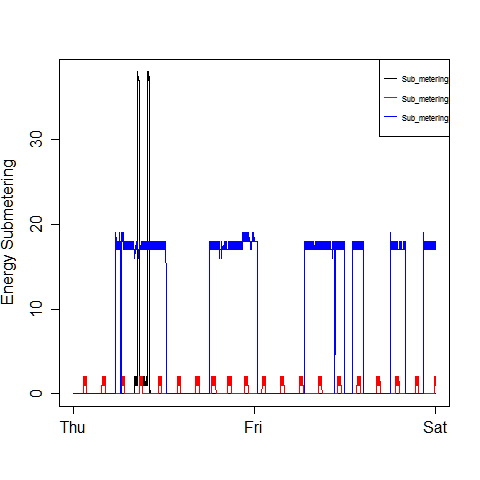 Sub_metering
Sub_metering
Sub_metering
Energy Submetering
0
10
20
30
Thu
Fri
Sat